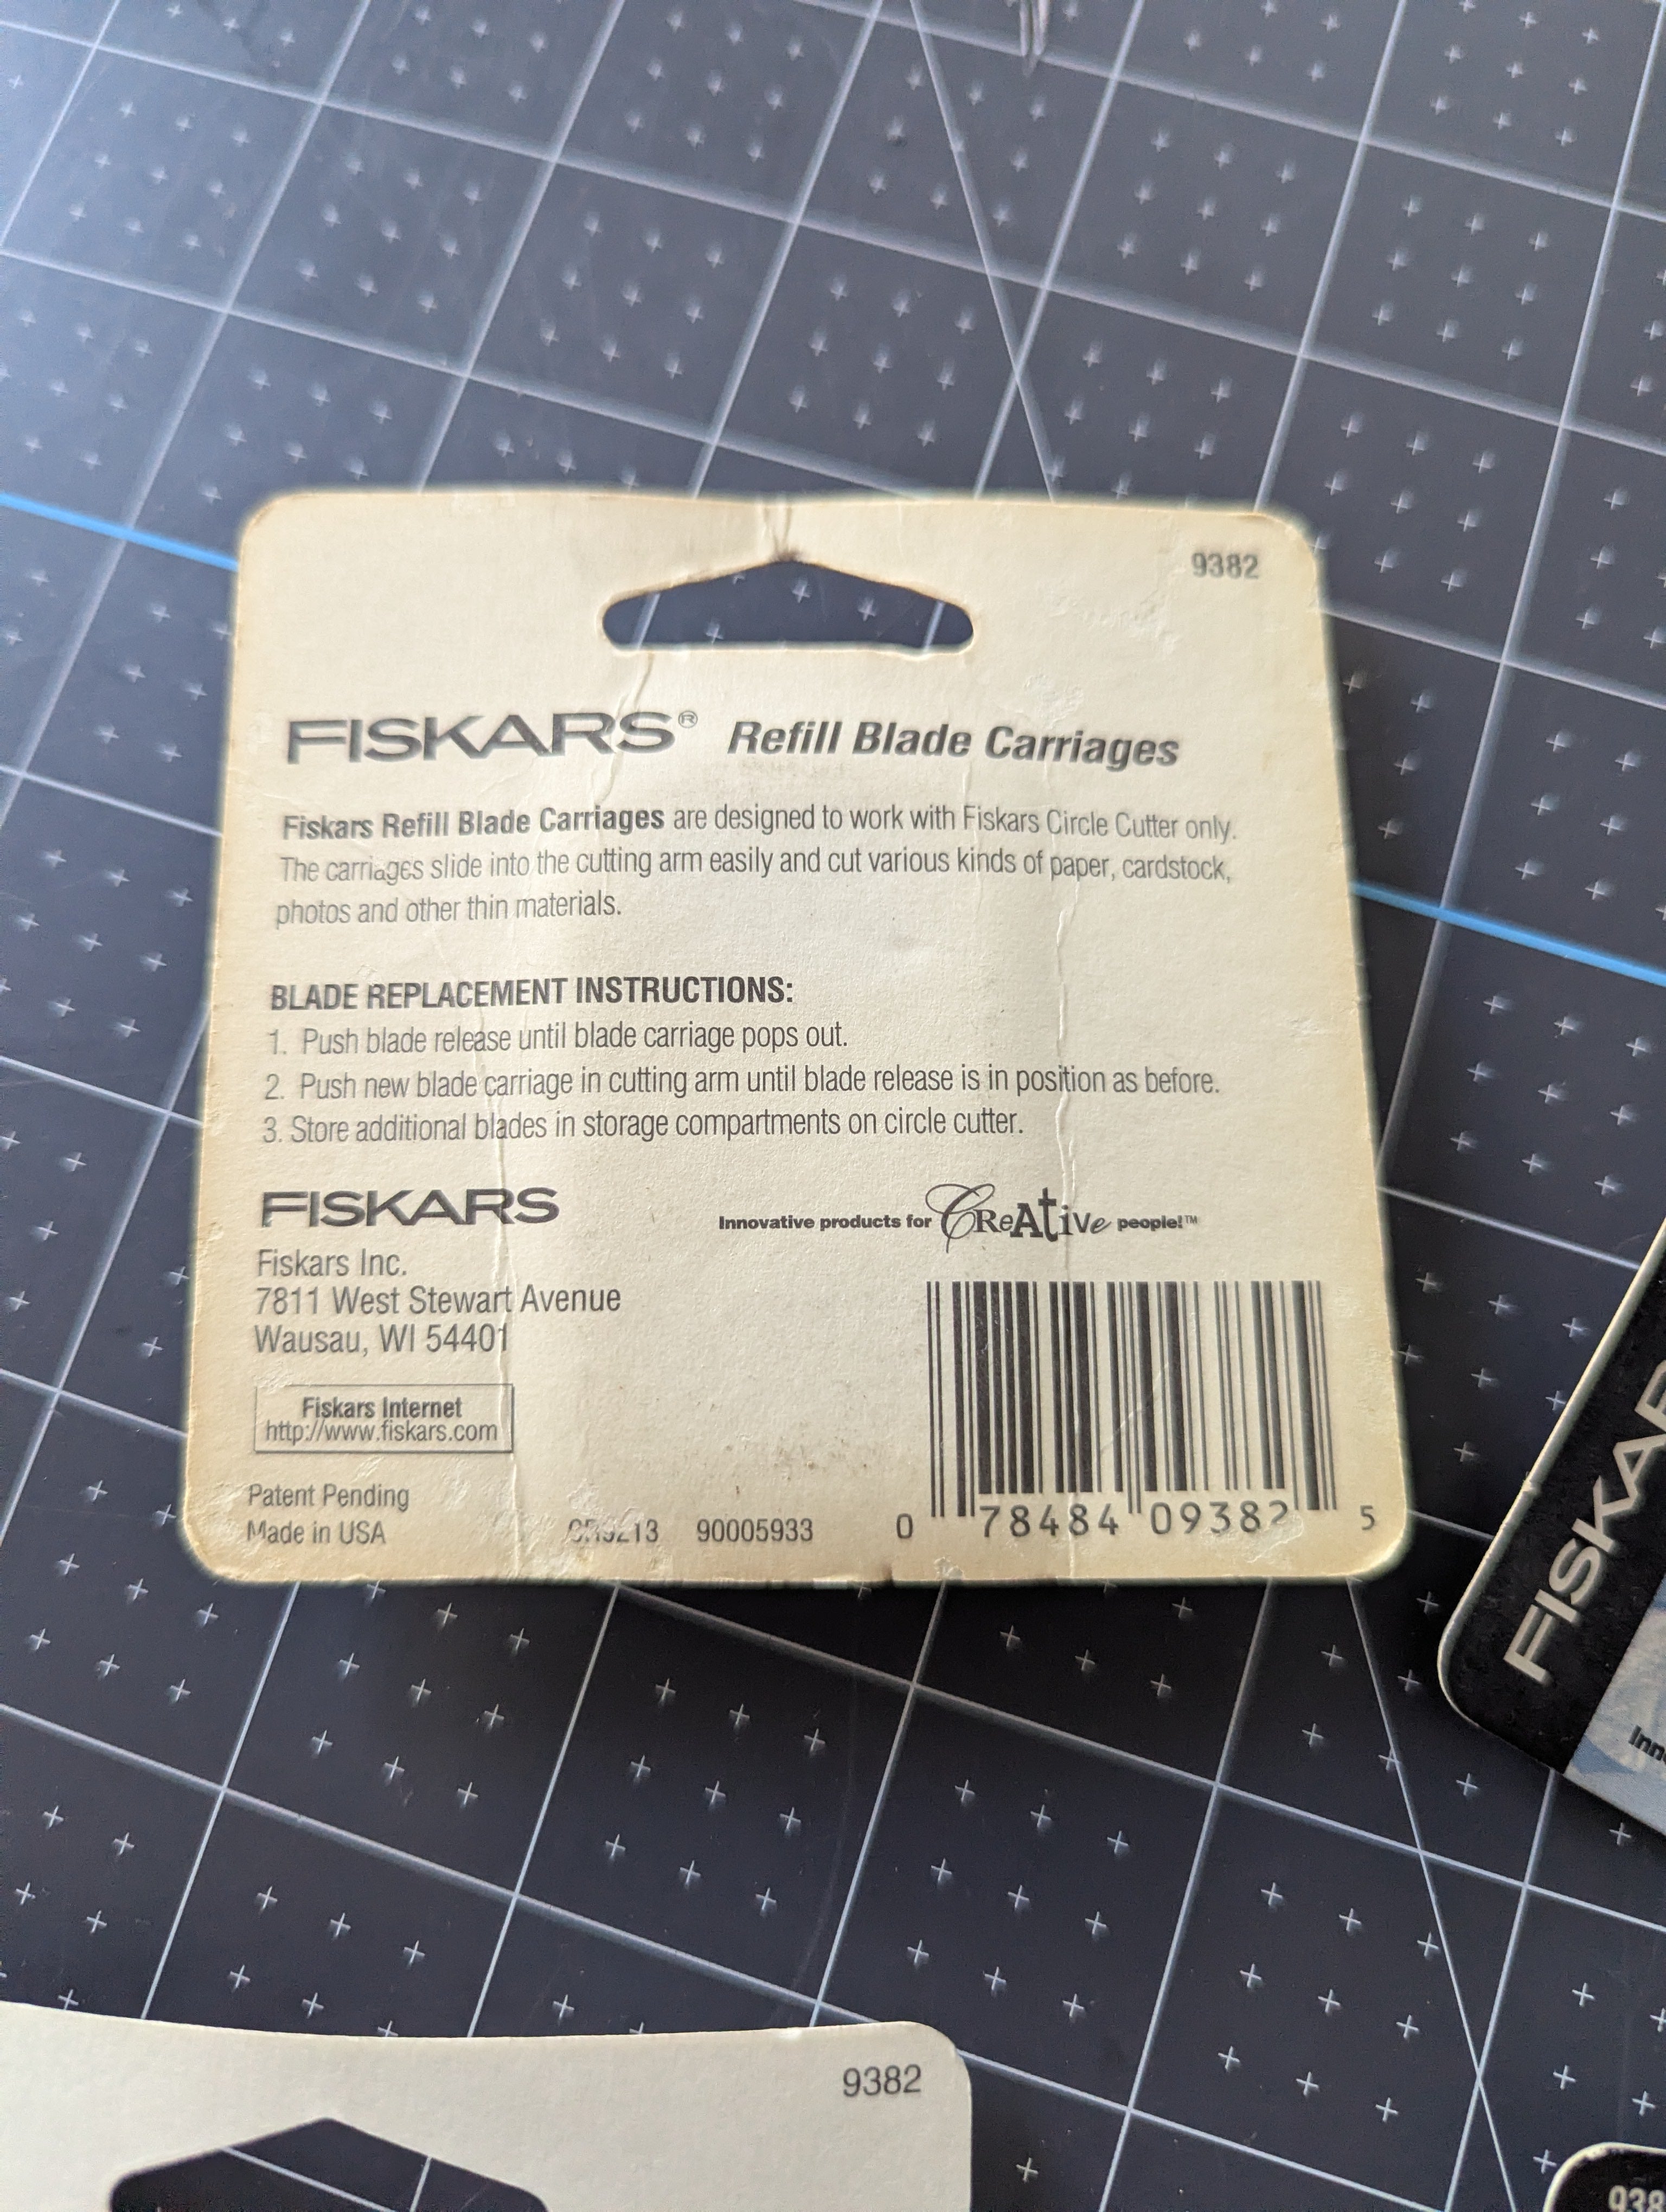 9382
FISKARS® Refill Blade Carriages
Fiskars Refill Blade Carriages are designed to work with Fiskars Circle Cutter only.
The carriages slide into the cutting arm easily and cut various kinds of paper, cardstock,
photos and other thin materials.
BLADE REPLACEMENT INSTRUCTIONS:
1. Push blade release until blade carriage pops out.
2. Push new blade carriage in cutting arm until blade release is in position as before.
3. Store additional blades in storage compartments on circle cutter.
FISKARS
Innovative products for CReAtive people!™
Fiskars Inc.
7811 West Stewart Avenue
Wausau, WI 54401
Fiskars Internet
http://www.fiskars.com
Patent Pending
Made in USA
90005933
0 78484 09382 5
FISKAR
Inn
9382
938